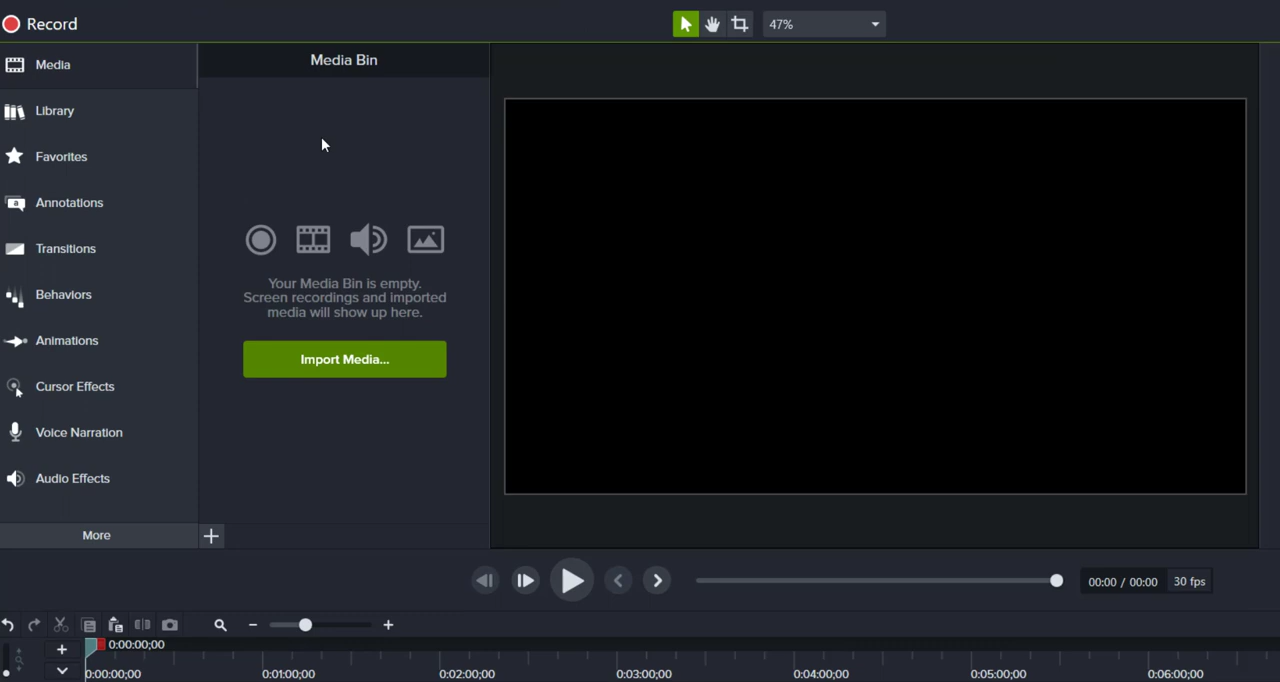 Record
47%
Media
Media Bin
Library
Favorites
a
Annotations
Transitions
Behaviors
Your Media Bin is empty.
Screen recordings and imported
media will show up here.
Animations
Import Media...
Cursor Effects
Voice Narration
Audio Effects
More
00:00 / 00:00 30 fps
0:00:00;00
0:00:00;00 0:01:00;00 0:02:00;00 0:03:00;00 0:04:00;00 0:05:00;00 0:06:00;00